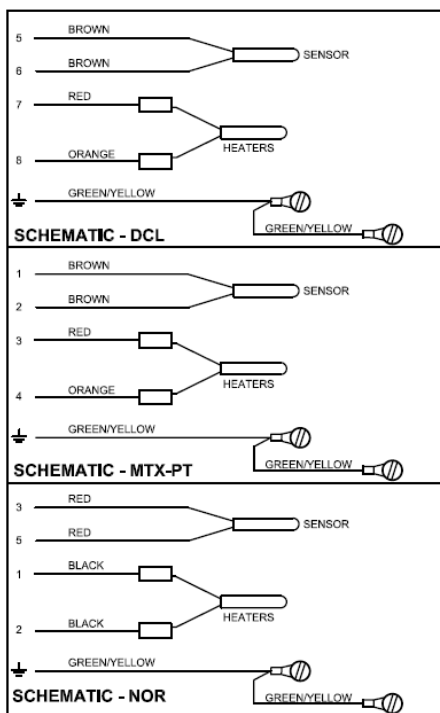 5 BROWN
SENSOR
6 BROWN
7 RED
HEATERS
8 ORANGE
GREEN/YELLOW
GREEN/YELLOW
SCHEMATIC - DCL
1 BROWN
SENSOR
2 BROWN
3 RED
HEATERS
4 ORANGE
GREEN/YELLOW
GREEN/YELLOW
SCHEMATIC - MTX-PT
3 RED
SENSOR
5 RED
1 BLACK
HEATERS
2 BLACK
GREEN/YELLOW
GREEN/YELLOW
SCHEMATIC - NOR